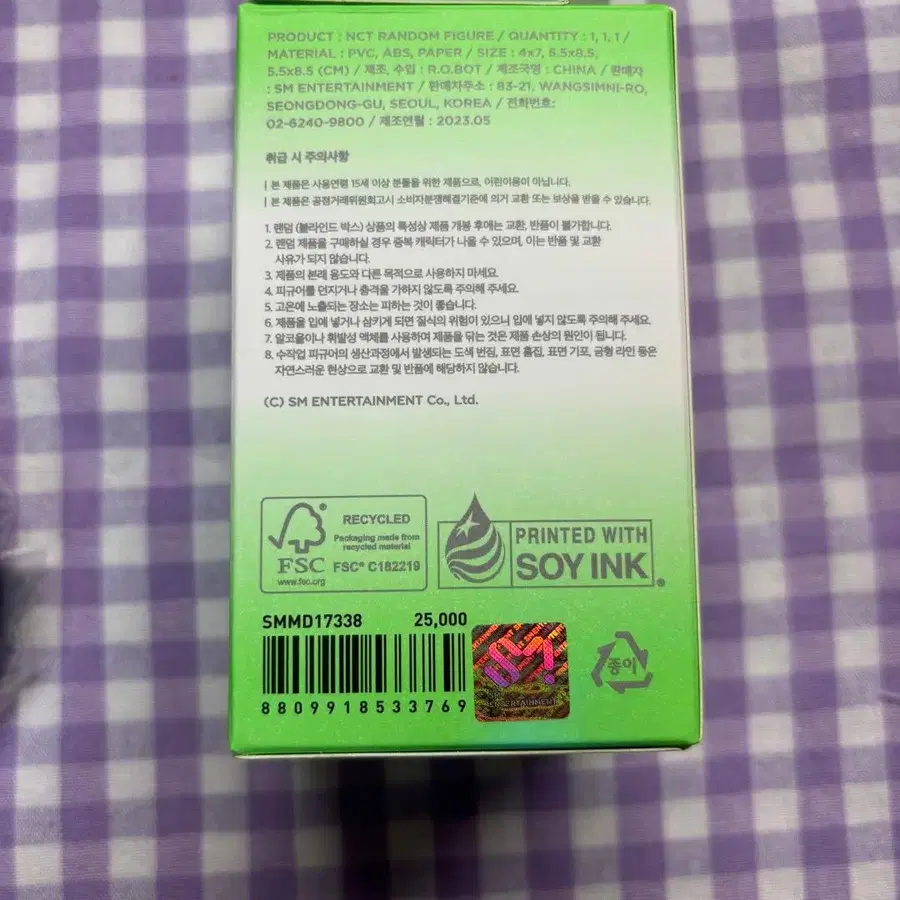 PRODUCT : NCT RANDOM FIGURE / QUANTITY : 1, 1, 1 /
MATERIAL : PVC, ABS, PAPER / SIZE : 4x7, 5.5x8.5,
5.5x8.5 (CM) / 제조, 수입 : R.O.BOT / 제조국명 : CHINA / 판매자
: SM ENTERTAINMENT / 판매자주소 : 83-21, WANGSIMNI-RO,
SEONGDONG-GU, SEOUL, KOREA / 전화번호:
02-6240-9800 / 제조연월 : 2023.05
취급 시 주의사항
| 본 제품은 사용연령 15세 이상 분들을 위한 제품으로, 어린이용이 아닙니다.
| 본 제품은 공정거래위원회고시 소비자분쟁해결기준에 의거 교환 또는 보상을 받을 수 있습니다.
1. 랜덤 (블라인드 박스) 상품의 특성상 제품 개봉 후에는 교환, 반품이 불가합니다.
2. 랜덤 제품을 구매하실 경우 중복 캐릭터가 나올 수 있으며, 이는 반품 및 교환
사유가 되지 않습니다.
3. 제품의 본래 용도와 다른 목적으로 사용하지 마세요.
4. 피규어를 던지거나 충격을 가하지 않도록 주의해 주세요.
5. 고온에 노출되는 장소는 피하는 것이 좋습니다.
6. 제품을 입에 넣거나 삼키게 되면 질식의 위험이 있으니 입에 넣지 않도록 주의해 주세요.
7. 알코올이나 휘발성 액체를 사용하여 제품을 닦는 것은 제품 손상의 원인이 됩니다.
8. 수작업 피규어의 생산과정에서 발생되는 도색 번짐, 표면 흠집, 표면 기포, 금형 라인 등은
자연스러운 현상으로 교환 및 반품에 해당하지 않습니다.
(C) SM ENTERTAINMENT Co., Ltd.
RECYCLED
Packaging made from
recycled material
FSC
FSC® C182219
www.fsc.org
PRINTED WITH
SOY INK
®
SMMD17338 25,000
8809918533769
SM
ENTERTAINMENT
종이